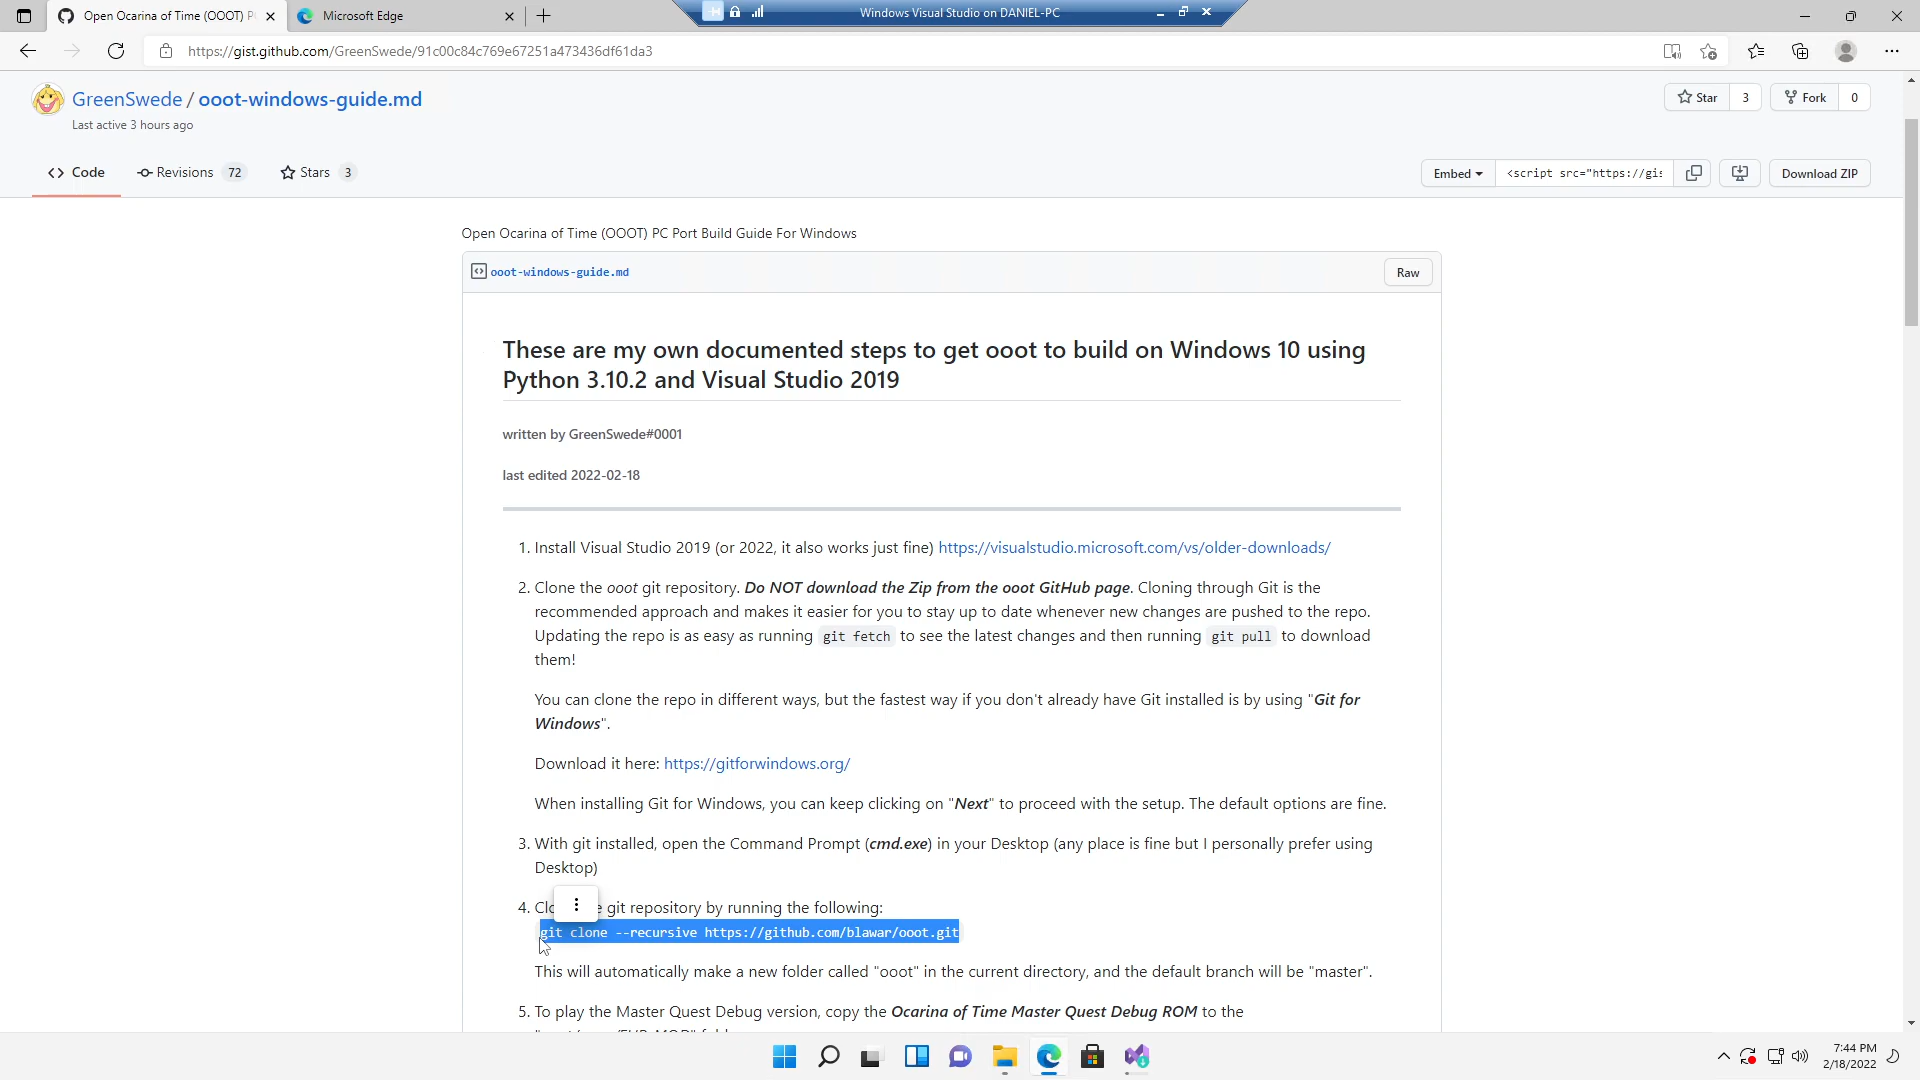 Open Ocarina of Time (OOOT) P
Microsoft Edge
Windows Visual Studio on DANIEL-PC
https://gist.github.com/GreenSwede/91c00c84c769e67251a473436df61da3
GreenSwede / ooot-windows-guide.md
Star 3
Fork 0
Last active 3 hours ago
Code
Revisions 72
Stars 3
Embed
<script src="https://gis
Download ZIP
Open Ocarina of Time (OOOT) PC Port Build Guide For Windows
ooot-windows-guide.md
Raw
These are my own documented steps to get ooot to build on Windows 10 using
Python 3.10.2 and Visual Studio 2019
written by GreenSwede#0001
last edited 2022-02-18
1. Install Visual Studio 2019 (or 2022, it also works just fine) https://visualstudio.microsoft.com/vs/older-downloads/
2. Clone the ooot git repository. Do NOT download the Zip from the ooot GitHub page. Cloning through Git is the
recommended approach and makes it easier for you to stay up to date whenever new changes are pushed to the repo.
Updating the repo is as easy as running git fetch to see the latest changes and then running git pull to download
them!
You can clone the repo in different ways, but the fastest way if you don't already have Git installed is by using "Git for
Windows".
Download it here: https://gitforwindows.org/
When installing Git for Windows, you can keep clicking on "Next" to proceed with the setup. The default options are fine.
3. With git installed, open the Command Prompt (cmd.exe) in your Desktop (any place is fine but I personally prefer using
Desktop)
4. Clo e git repository by running the following:
git clone --recursive https://github.com/blawar/ooot.git
This will automatically make a new folder called "ooot" in the current directory, and the default branch will be "master".
5. To play the Master Quest Debug version, copy the Ocarina of Time Master Quest Debug ROM to the
7:44 PM
2/18/2022